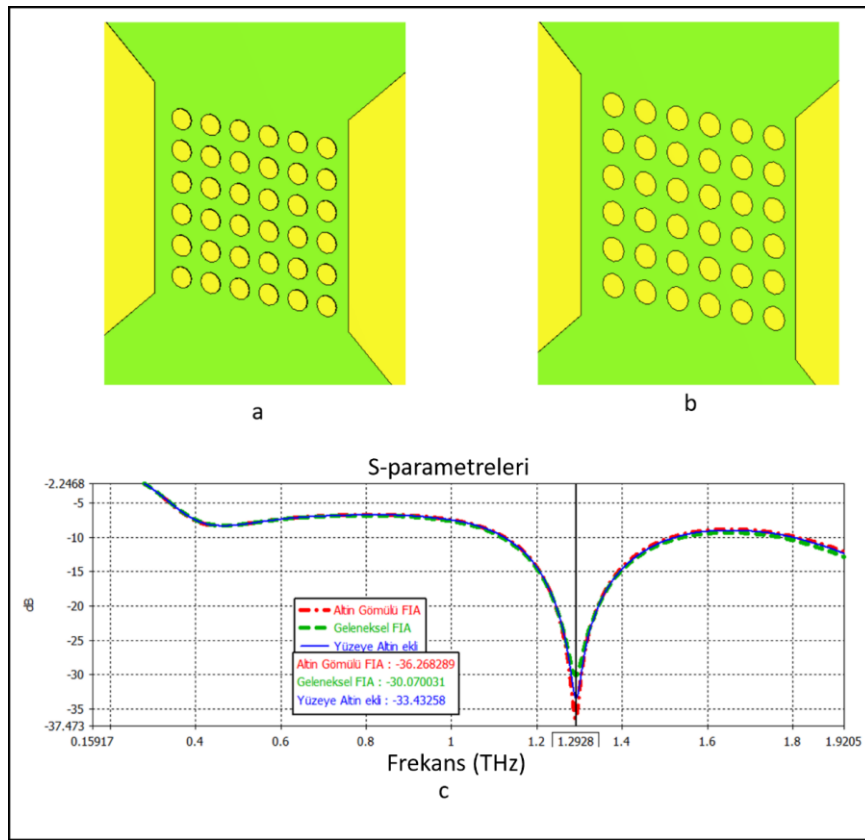 a
b
S-parametreleri
-2.2468
-5
-10
-15
-20
-25
-30
-35
-37.473
dB
Altın Gömülü FIA
Geleneksel FIA
Yüzeye Altin ekli
Altin Gömülü FIA : -36.268289
Geleneksel FIA : -30.070031
Yüzeye Altin ekli : -33.43258
0.15917 0.4 0.6 0.8 1 1.2 1.2928 1.4 1.6 1.8 1.9205
Frekans (THz)
c